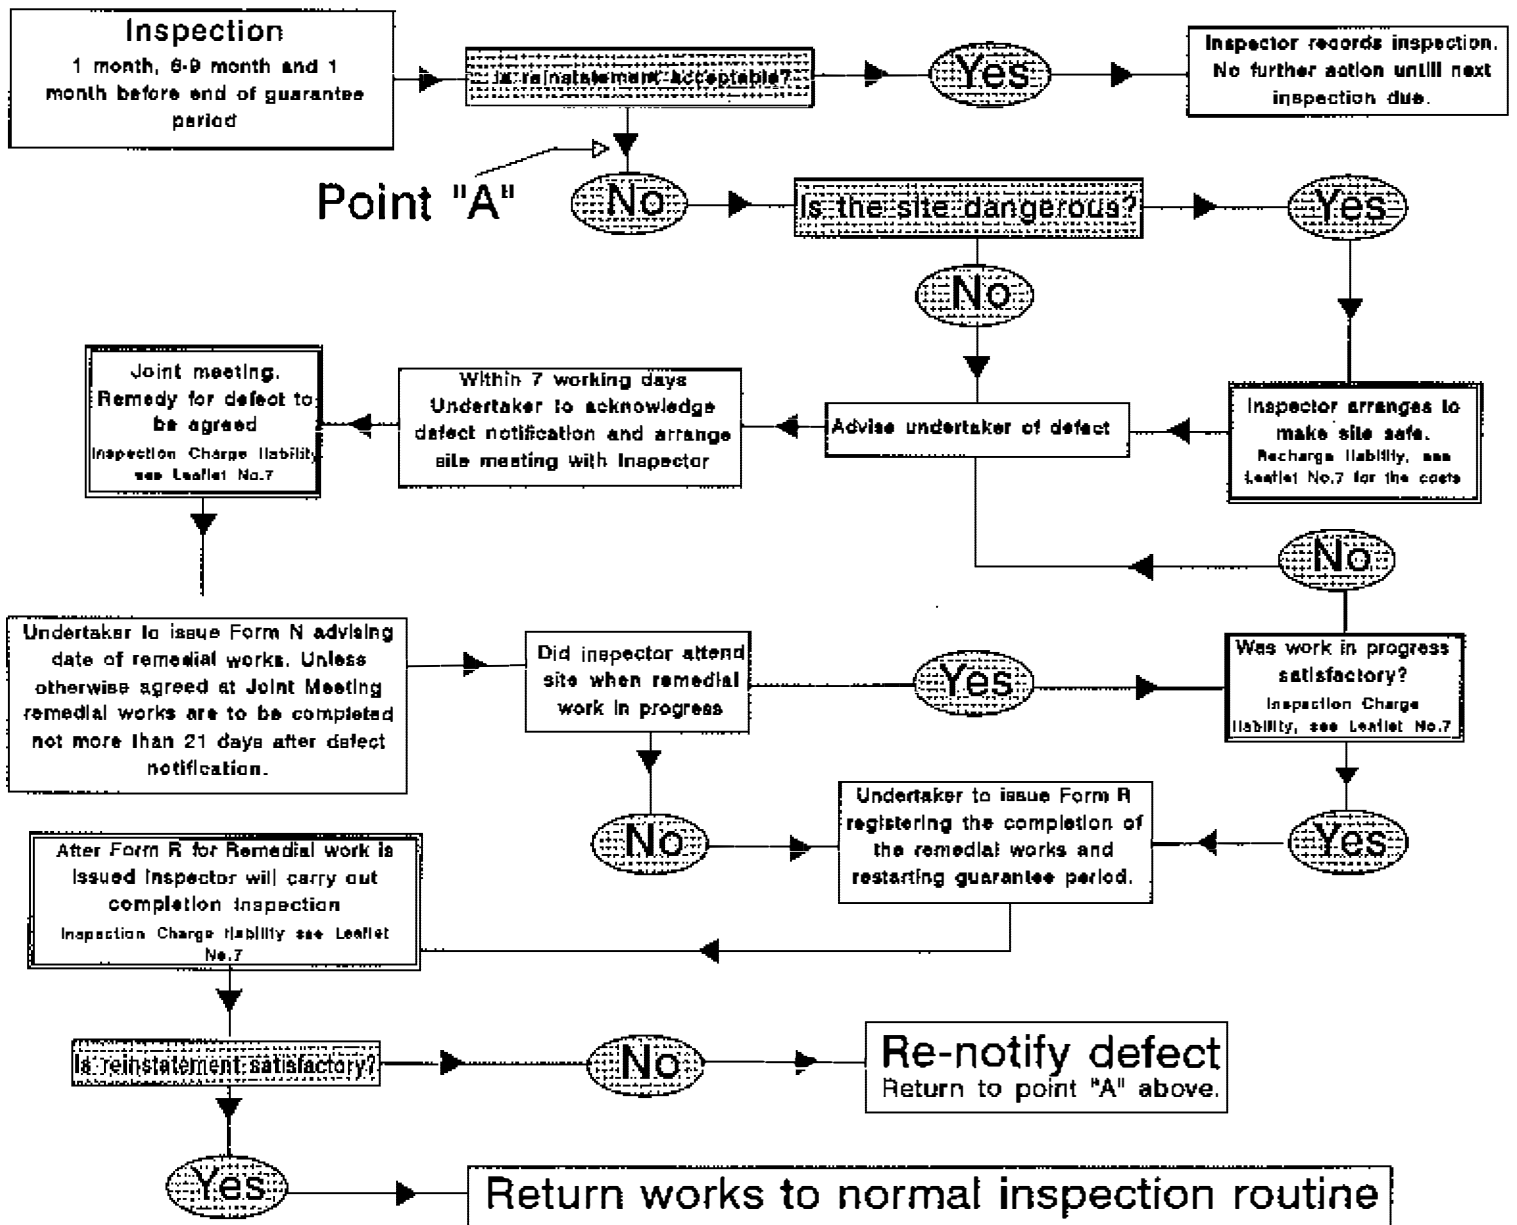 Inspection
1 month, 6-9 month and 1
month before end of guarantee
period
Is reinstatement acceptable?
Yes
Inspector records inspection.
No further action untill next
inspection due.
Point "A"
No
Is the site dangerous?
Yes
No
Joint meeting.
Remedy for defect to
be agreed
Inspection Charge liability
see Leaflet No.7
Within 7 working days
Undertaker to acknowledge
defect notification and arrange
site meeting with Inspector
Advise undertaker of defect
Inspector arranges to
make site safe.
Recharge liability, see
Leaflet No.7 for the costs
No
Undertaker to issue Form N advising
date of remedial works. Unless
otherwise agreed at Joint Meeting
remedial works are to be completed
not more than 21 days after defect
notification.
Did inspector attend
site when remedial
work in progress
Yes
Was work in progress
satisfactory?
Inspection Charge
liability, see Leaflet No.7
No
Undertaker to issue Form R
registering the completion of
the remedial works and
restarting guarantee period.
Yes
After Form R for Remedial work is
issued inspector will carry out
completion inspection
Inspection Charge liability see Leaflet
No.7
Is reinstatement satisfactory?
No
Re-notify defect
Return to point "A" above.
Yes
Return works to normal inspection routine